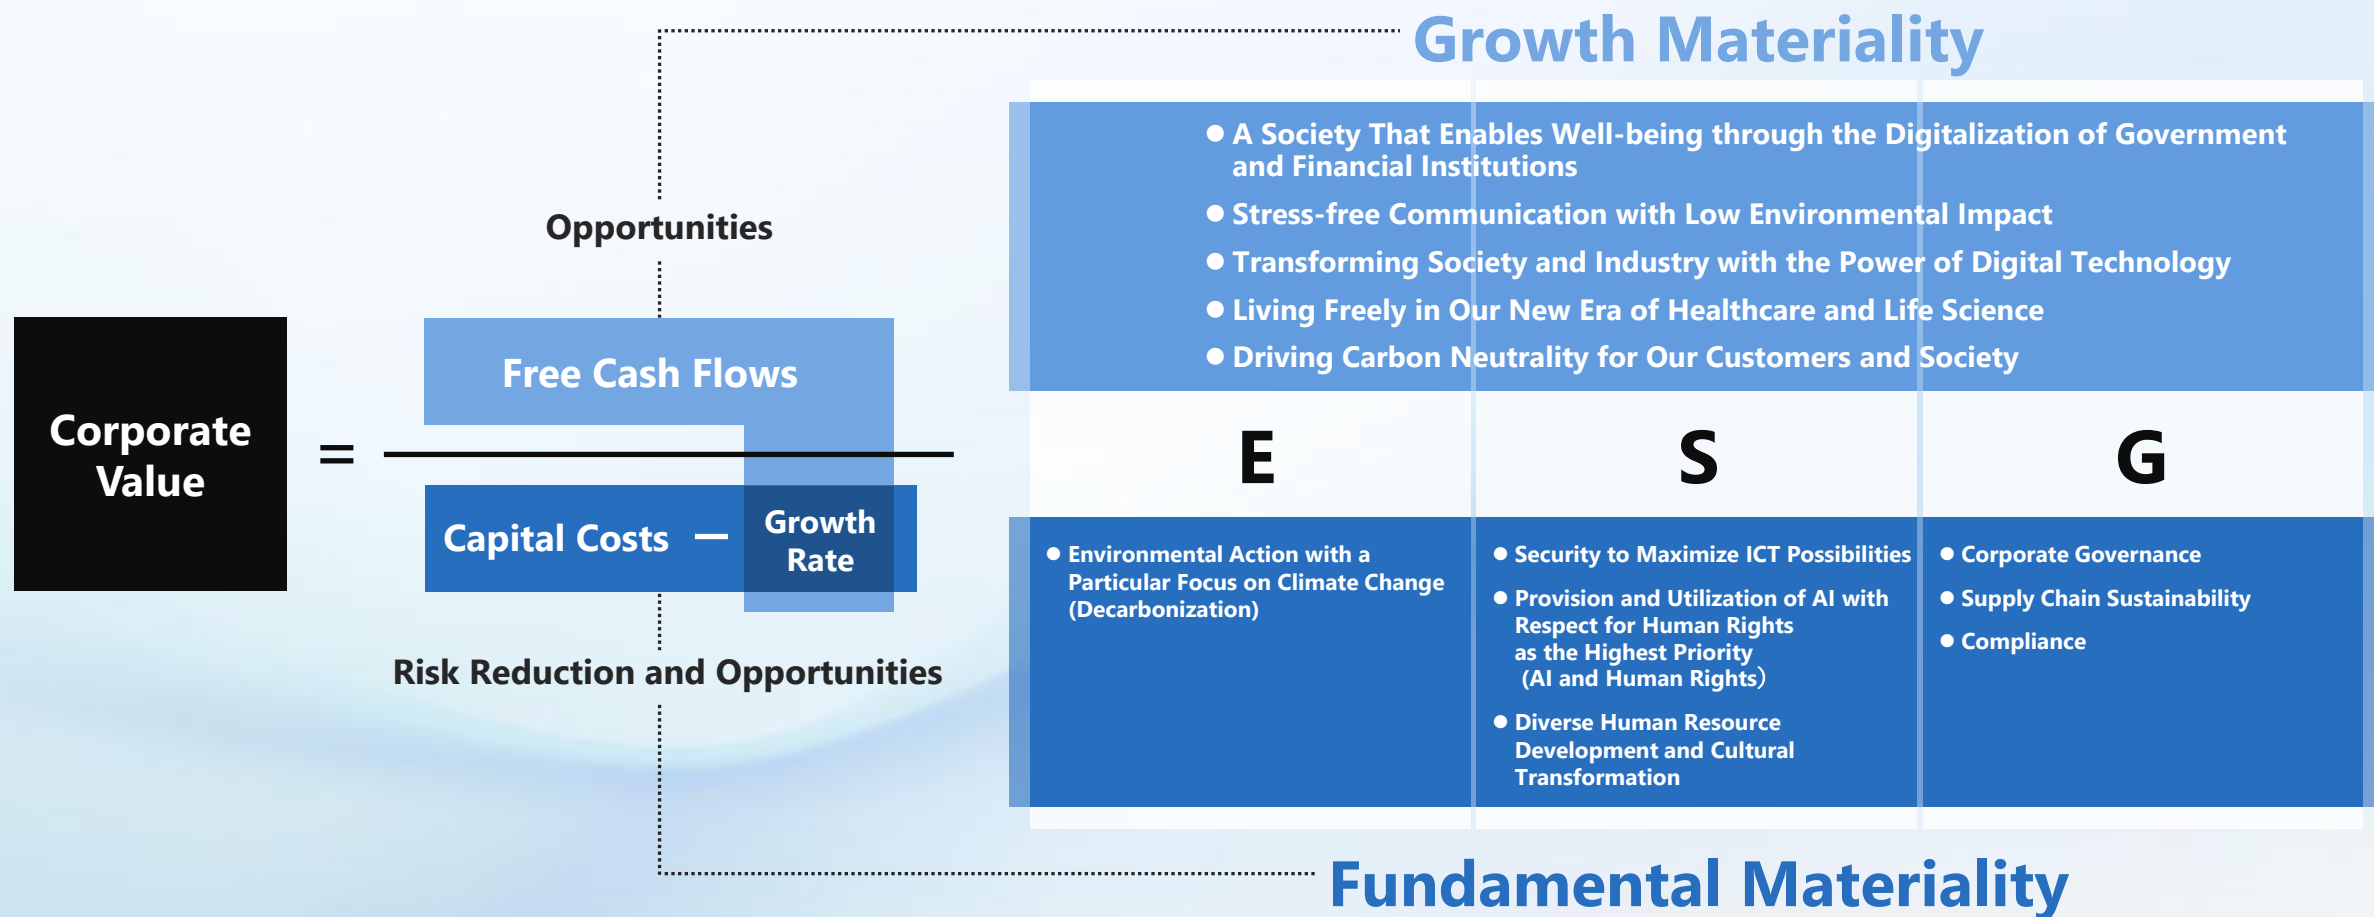 Growth Materiality
● A Society That Enables Well-being through the Digitalization of Government
and Financial Institutions
● Stress-free Communication with Low Environmental Impact
● Transforming Society and Industry with the Power of Digital Technology
● Living Freely in Our New Era of Healthcare and Life Science
● Driving Carbon Neutrality for Our Customers and Society
Opportunities
Corporate
Value
=
Free Cash Flows
Capital Costs −
Growth
Rate
Risk Reduction and Opportunities
E
S
G
● Environmental Action with a
Particular Focus on Climate Change
(Decarbonization)
● Security to Maximize ICT Possibilities
● Provision and Utilization of AI with
Respect for Human Rights
as the Highest Priority
(AI and Human Rights）
● Diverse Human Resource
Development and Cultural
Transformation
● Corporate Governance
● Supply Chain Sustainability
● Compliance
Fundamental Materiality